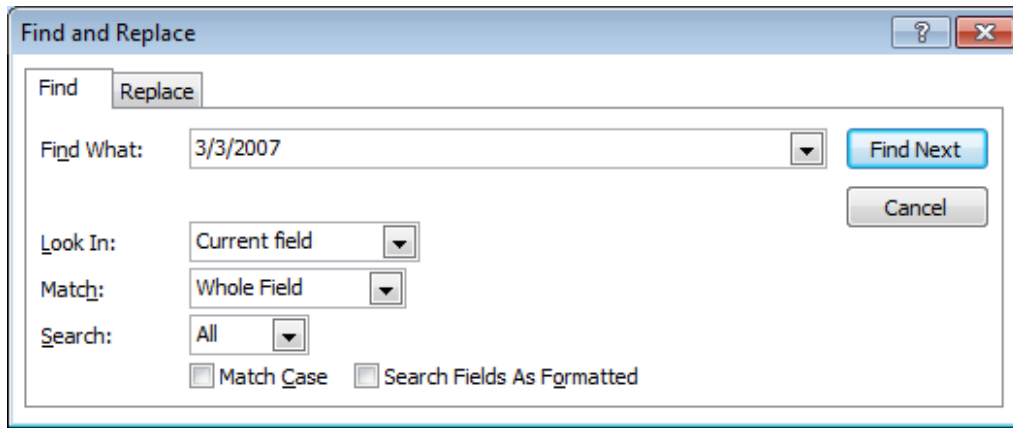 Find and Replace
Find Replace
Find What: 3/3/2007 Find Next
Cancel
Look In: Current field
Match: Whole Field
Search: All
Match Case Search Fields As Formatted